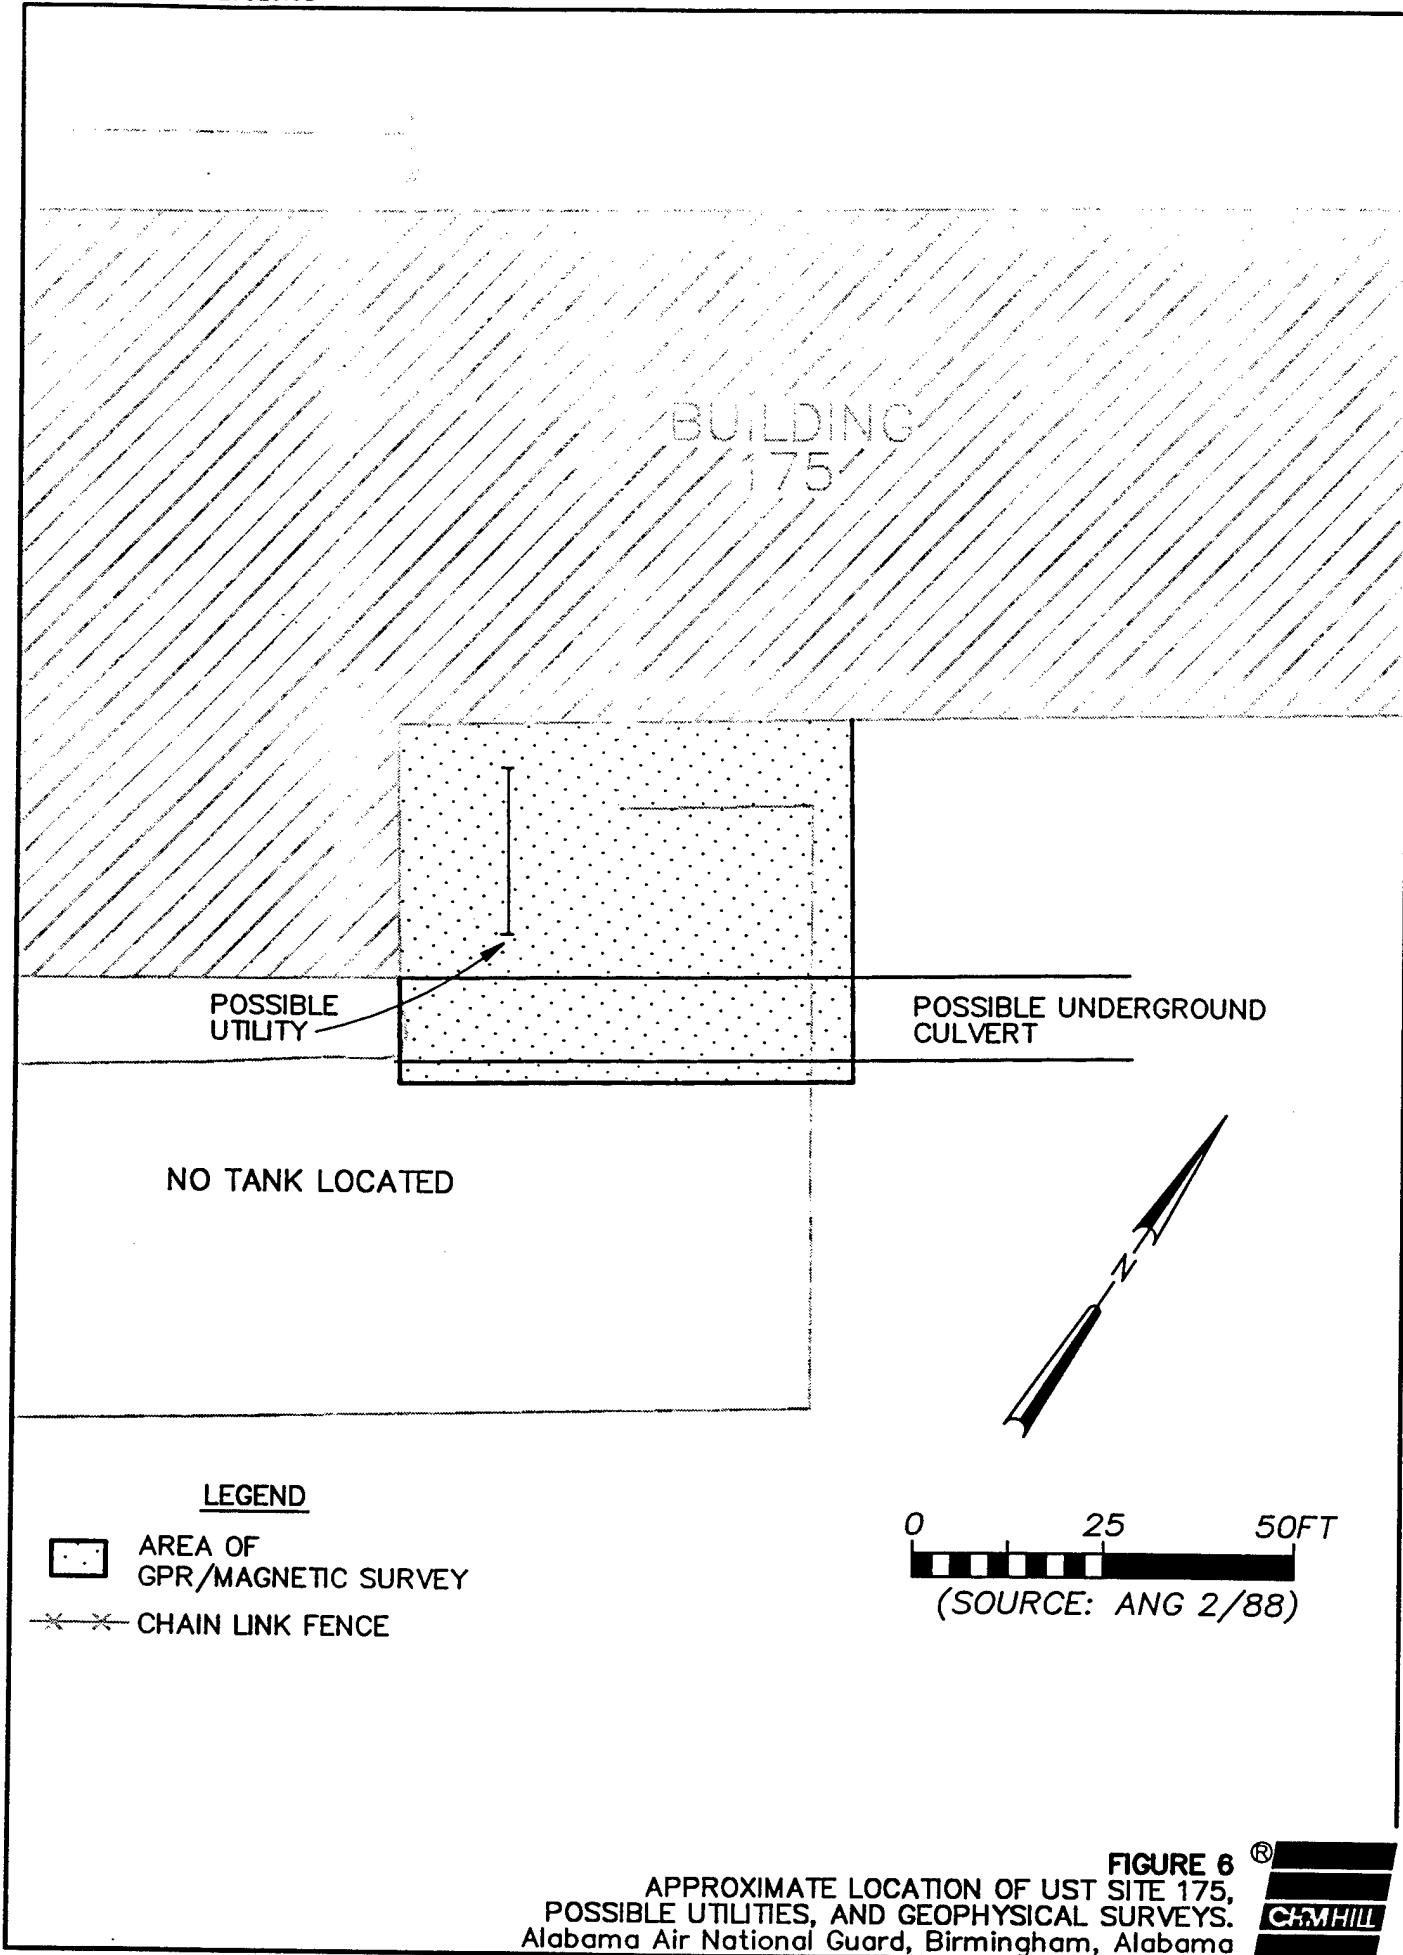 BUILDING
175
POSSIBLE
UTILITY
POSSIBLE UNDERGROUND
CULVERT
NO TANK LOCATED
N
LEGEND
AREA OF
GPR/MAGNETIC SURVEY
CHAIN LINK FENCE
0 25 50FT
(SOURCE: ANG 2/88)
FIGURE 6 ®
APPROXIMATE LOCATION OF UST SITE 175,
POSSIBLE UTILITIES, AND GEOPHYSICAL SURVEYS.
CH2MHILL
Alabama Air National Guard, Birmingham, Alabama